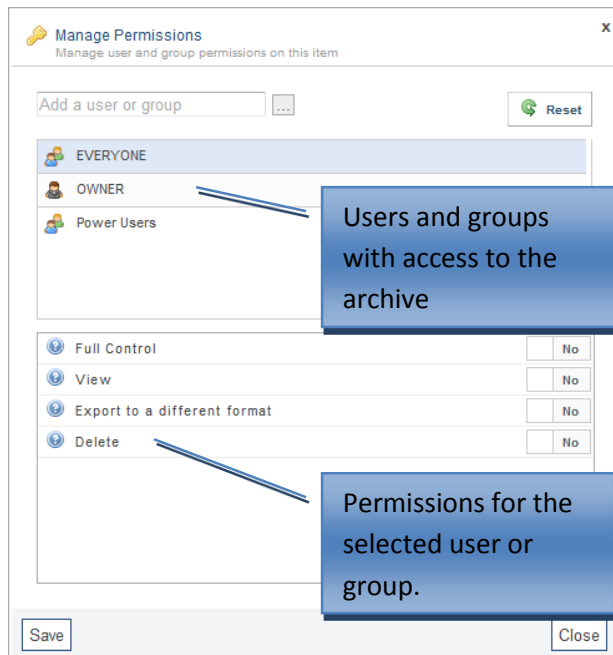 Manage Permissions
x
Manage user and group permissions on this item
Add a user or group
...
Reset
EVERYONE
OWNER
Power Users
Users and groups
with access to the
archive
Full Control
No
View
No
Export to a different format
No
Delete
No
Permissions for the
selected user or
group.
Save
Close